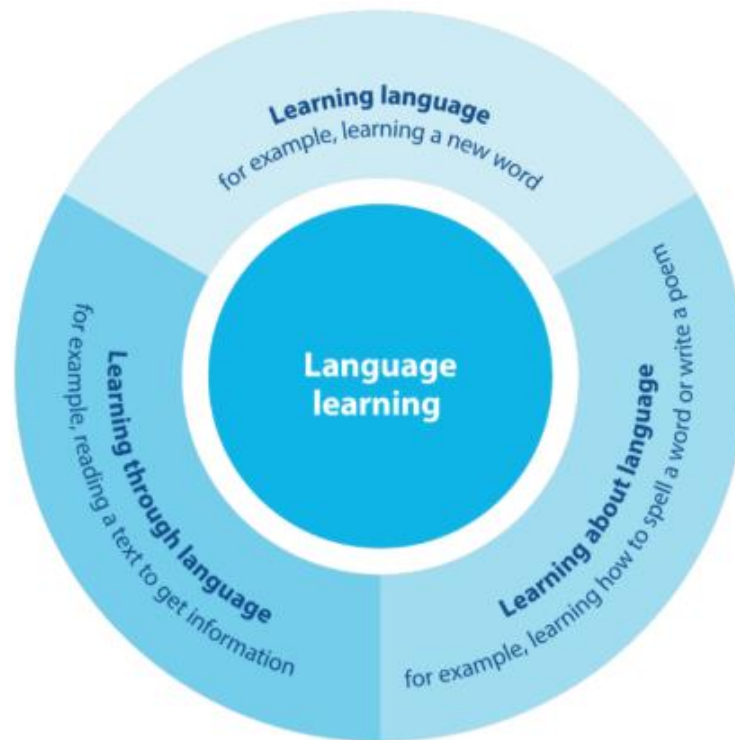 Learning language
for example, learning a new word
Language
learning
Learning through language
for example, reading a text to get information
Learning about language
for example, learning how to spell a word or write a poem